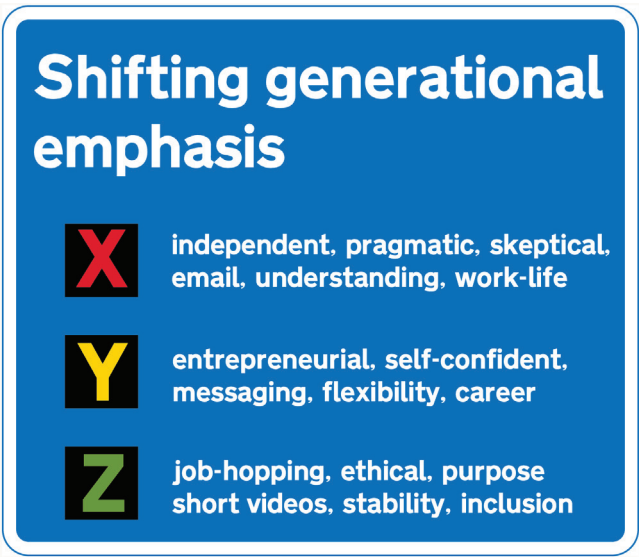 Shifting generational
emphasis
X
independent, pragmatic, skeptical,
email, understanding, work-life
Y
entrepreneurial, self-confident,
messaging, flexibility, career
Z
job-hopping, ethical, purpose
short videos, stability, inclusion